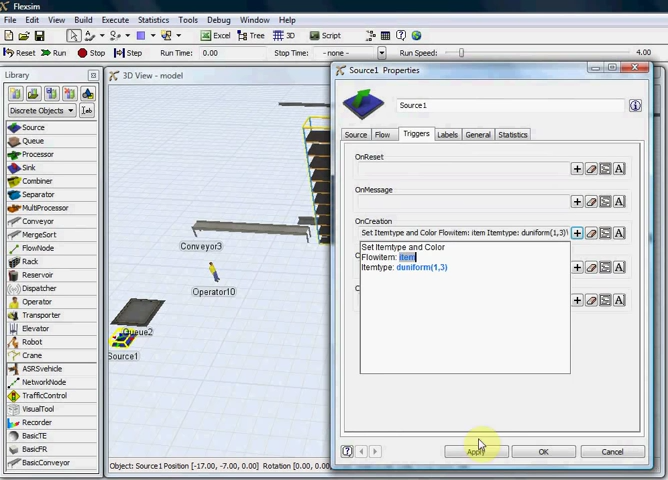 Flexsim
File Edit View Build Execute Statistics Tools Debug Window Help
Excel Tree 3D Script
Reset Run Stop Step Run Time: 0.00 Stop Time: - none - Run Speed: 4.00
Library
Discrete Objects
Source
Queue
Processor
Sink
Combiner
Separator
MultiProcessor
Conveyor
MergeSort
FlowNode
Rack
Reservoir
Dispatcher
Operator
Transporter
Elevator
Robot
Crane
ASRSvehicle
NetworkNode
TrafficControl
VisualTool
Recorder
BasicTE
BasicFR
BasicConveyor
3D View - model
Conveyor3
Operator10
Queue2
Source1
Object: Source1 Position [-17.00, -7.00, 0.00] Rotation [0.00, 0.00,
Source1 Properties
Source1
Source Flow Triggers Labels General Statistics
OnReset
OnMessage
OnCreation
Set Itemtype and Color Flowitem: item Itemtype: duniform(1,3)
Set Itemtype and Color
Flowitem: item
Itemtype: duniform(1,3)
Apply OK Cancel